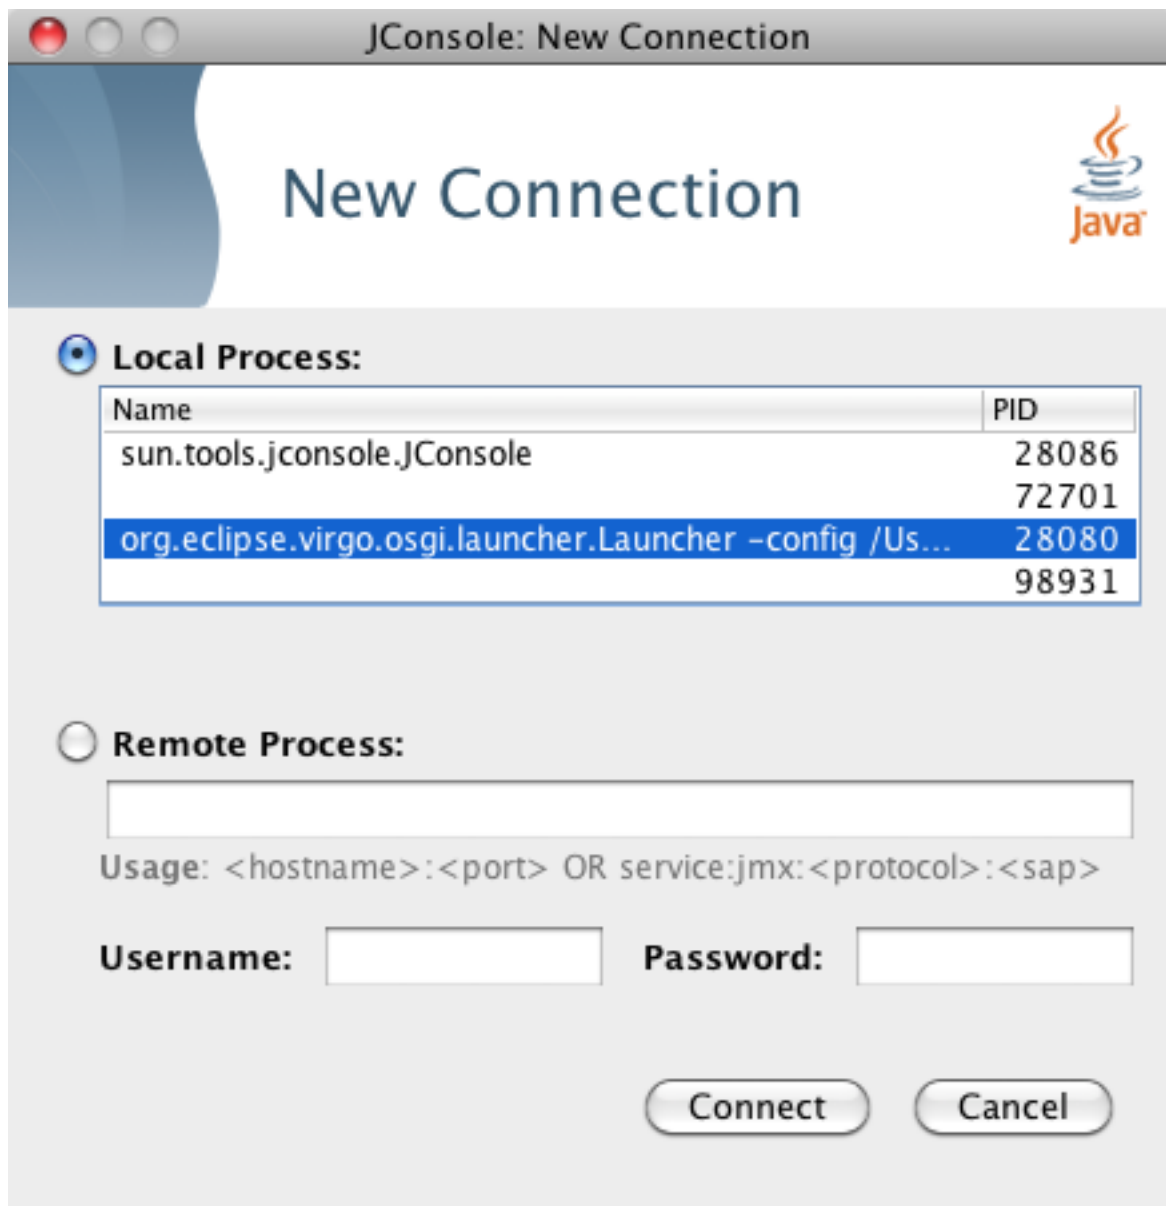 JConsole: New Connection
New Connection
Java
Local Process:
Name PID
sun.tools.jconsole.JConsole 28086
72701
org.eclipse.virgo.osgi.launcher.Launcher -config /Us... 28080
98931
Remote Process:
Usage: <hostname>:<port> OR service:jmx:<protocol>:<sap>
Username: Password:
Connect Cancel